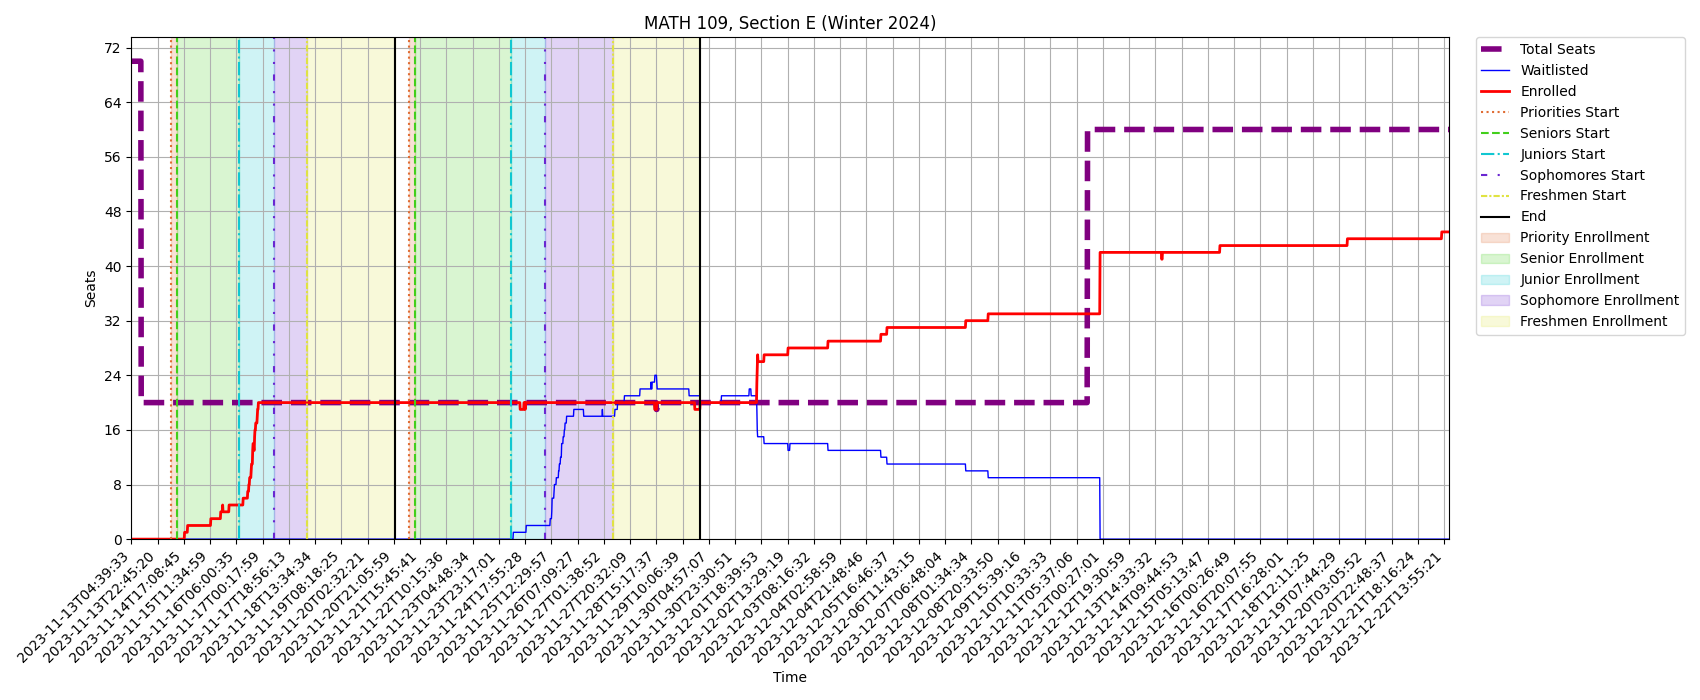 MATH 109, Section E (Winter 2024)
72
64
56
48
40
32
24
16
8
0
Seats
2023-11-13T04:39:33
2023-11-13T22:45:20
2023-11-14T17:08:45
2023-11-15T11:34:59
2023-11-16T06:00:35
2023-11-17T00:17:59
2023-11-17T18:56:13
2023-11-18T13:34:34
2023-11-19T08:18:25
2023-11-20T02:32:21
2023-11-20T21:05:59
2023-11-21T15:45:41
2023-11-22T10:15:36
2023-11-23T04:48:34
2023-11-23T23:17:01
2023-11-24T17:55:28
2023-11-25T12:29:57
2023-11-26T07:09:27
2023-11-27T01:38:52
2023-11-27T20:32:09
2023-11-28T15:17:37
2023-11-29T10:06:39
2023-11-30T04:57:07
2023-11-30T23:30:51
2023-12-01T18:39:53
2023-12-02T13:29:19
2023-12-03T08:16:32
2023-12-04T02:58:59
2023-12-04T21:48:46
2023-12-05T16:46:37
2023-12-06T11:43:15
2023-12-07T06:48:04
2023-12-08T01:34:34
2023-12-08T20:33:50
2023-12-09T15:39:16
2023-12-10T10:33:33
2023-12-11T05:37:06
2023-12-12T00:27:01
2023-12-12T19:30:59
2023-12-13T14:33:32
2023-12-14T09:44:53
2023-12-15T05:13:47
2023-12-16T00:26:49
2023-12-16T20:07:55
2023-12-17T16:28:01
2023-12-18T12:11:25
2023-12-19T07:44:29
2023-12-20T03:05:52
2023-12-20T22:48:37
2023-12-21T18:16:24
2023-12-22T13:55:21
Time
Total Seats
Waitlisted
Enrolled
Priorities Start
Seniors Start
Juniors Start
Sophomores Start
Freshmen Start
End
Priority Enrollment
Senior Enrollment
Junior Enrollment
Sophomore Enrollment
Freshmen Enrollment